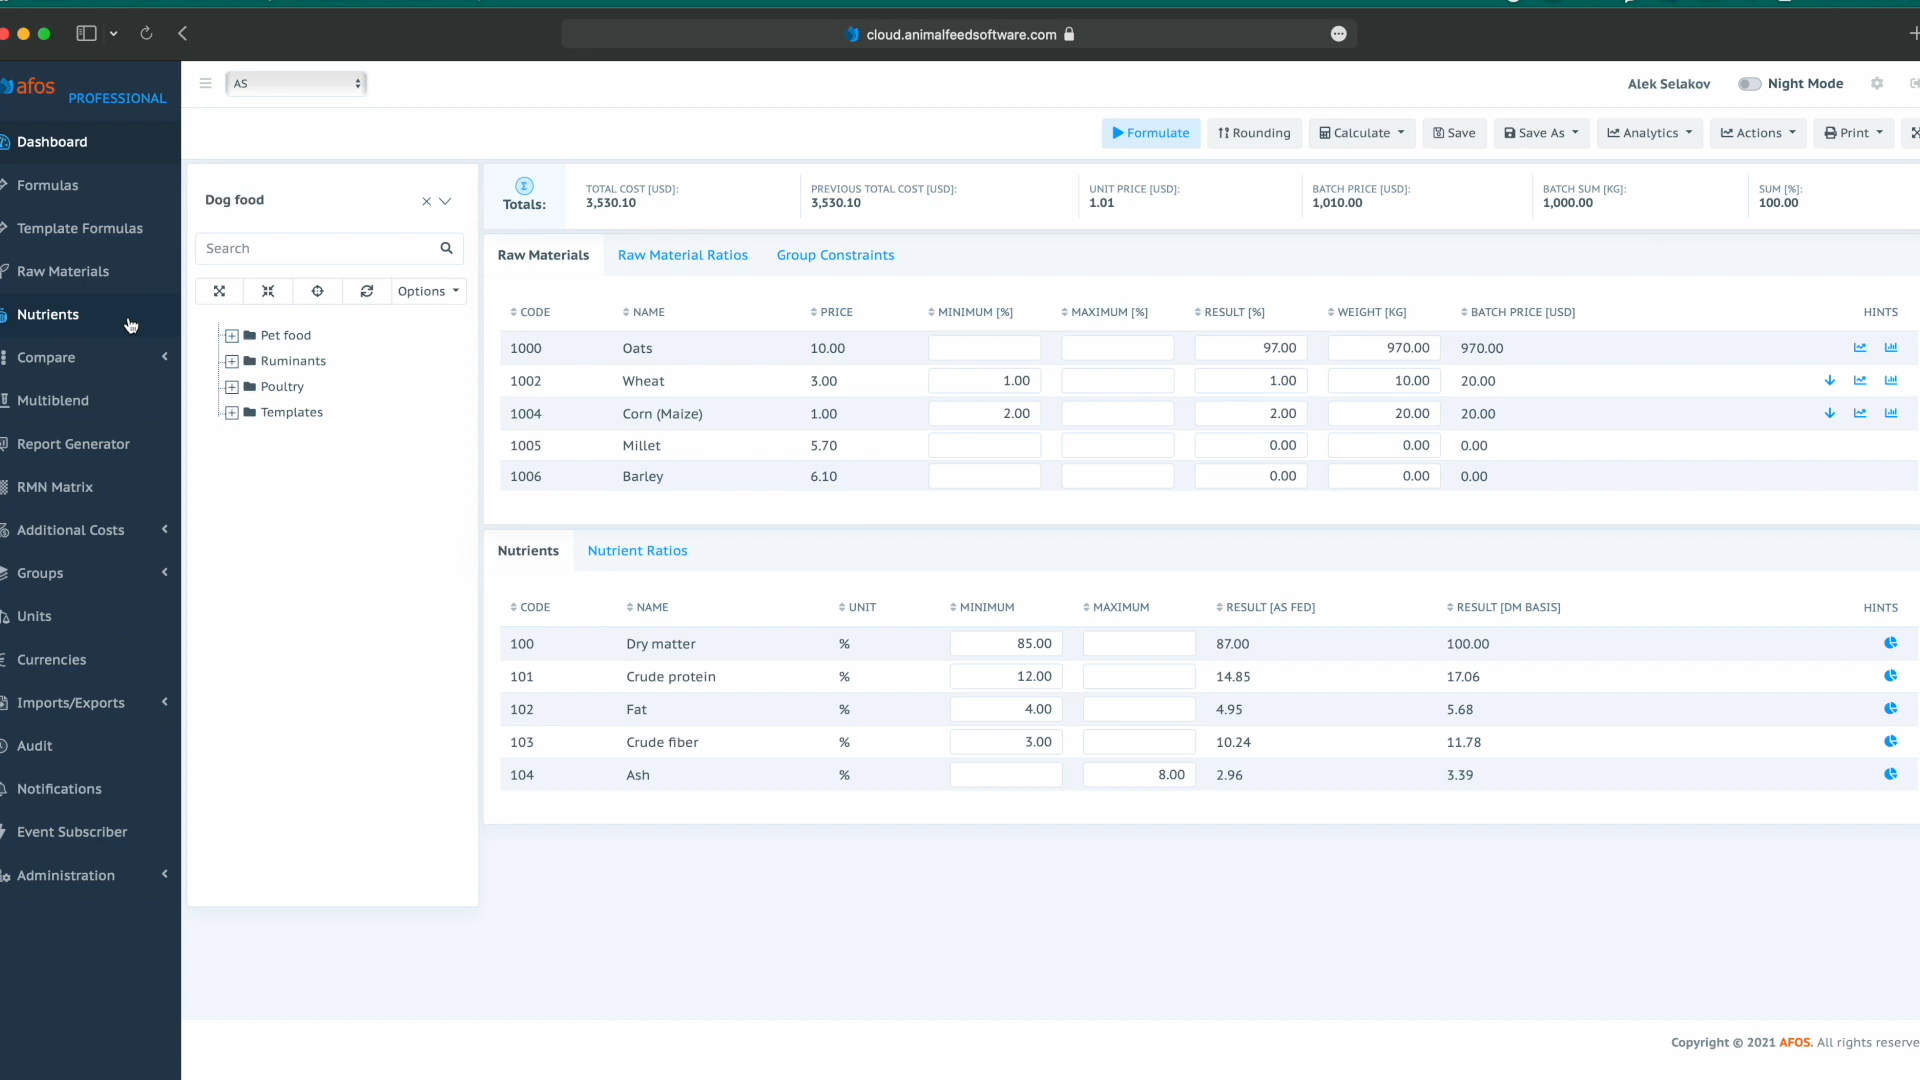 cloud.animalfeedsoftware.com
afos
PROFESSIONAL
AS
Alek Selakov
Night Mode
Dashboard
Formulas
Template Formulas
Raw Materials
Nutrients
Compare
Multiblend
Report Generator
RMN Matrix
Additional Costs
Groups
Units
Currencies
Imports/Exports
Audit
Notifications
Event Subscriber
Administration
Formulate Rounding Calculate Save Save As Analytics Actions Print
Dog food
Search
Options
Pet food
Ruminants
Poultry
Templates
Totals:
TOTAL COST [USD]:
3,530.10
PREVIOUS TOTAL COST [USD]:
3,530.10
UNIT PRICE [USD]:
1.01
BATCH PRICE [USD]:
1,010.00
BATCH SUM [KG]:
1,000.00
SUM [%]:
100.00
Raw Materials Raw Material Ratios Group Constraints
CODE NAME PRICE MINIMUM [%] MAXIMUM [%] RESULT [%] WEIGHT [KG] BATCH PRICE [USD] HINTS
1000 Oats 10.00 97.00 970.00 970.00
1002 Wheat 3.00 1.00 1.00 10.00 20.00
1004 Corn (Maize) 1.00 2.00 2.00 20.00 20.00
1005 Millet 5.70 0.00 0.00 0.00
1006 Barley 6.10 0.00 0.00 0.00
Nutrients Nutrient Ratios
CODE NAME UNIT MINIMUM MAXIMUM RESULT [AS FED] RESULT [DM BASIS] HINTS
100 Dry matter % 85.00 87.00 100.00
101 Crude protein % 12.00 14.85 17.06
102 Fat % 4.00 4.95 5.68
103 Crude fiber % 3.00 10.24 11.78
104 Ash % 8.00 2.96 3.39
Copyright © 2021 AFOS. All rights reserve